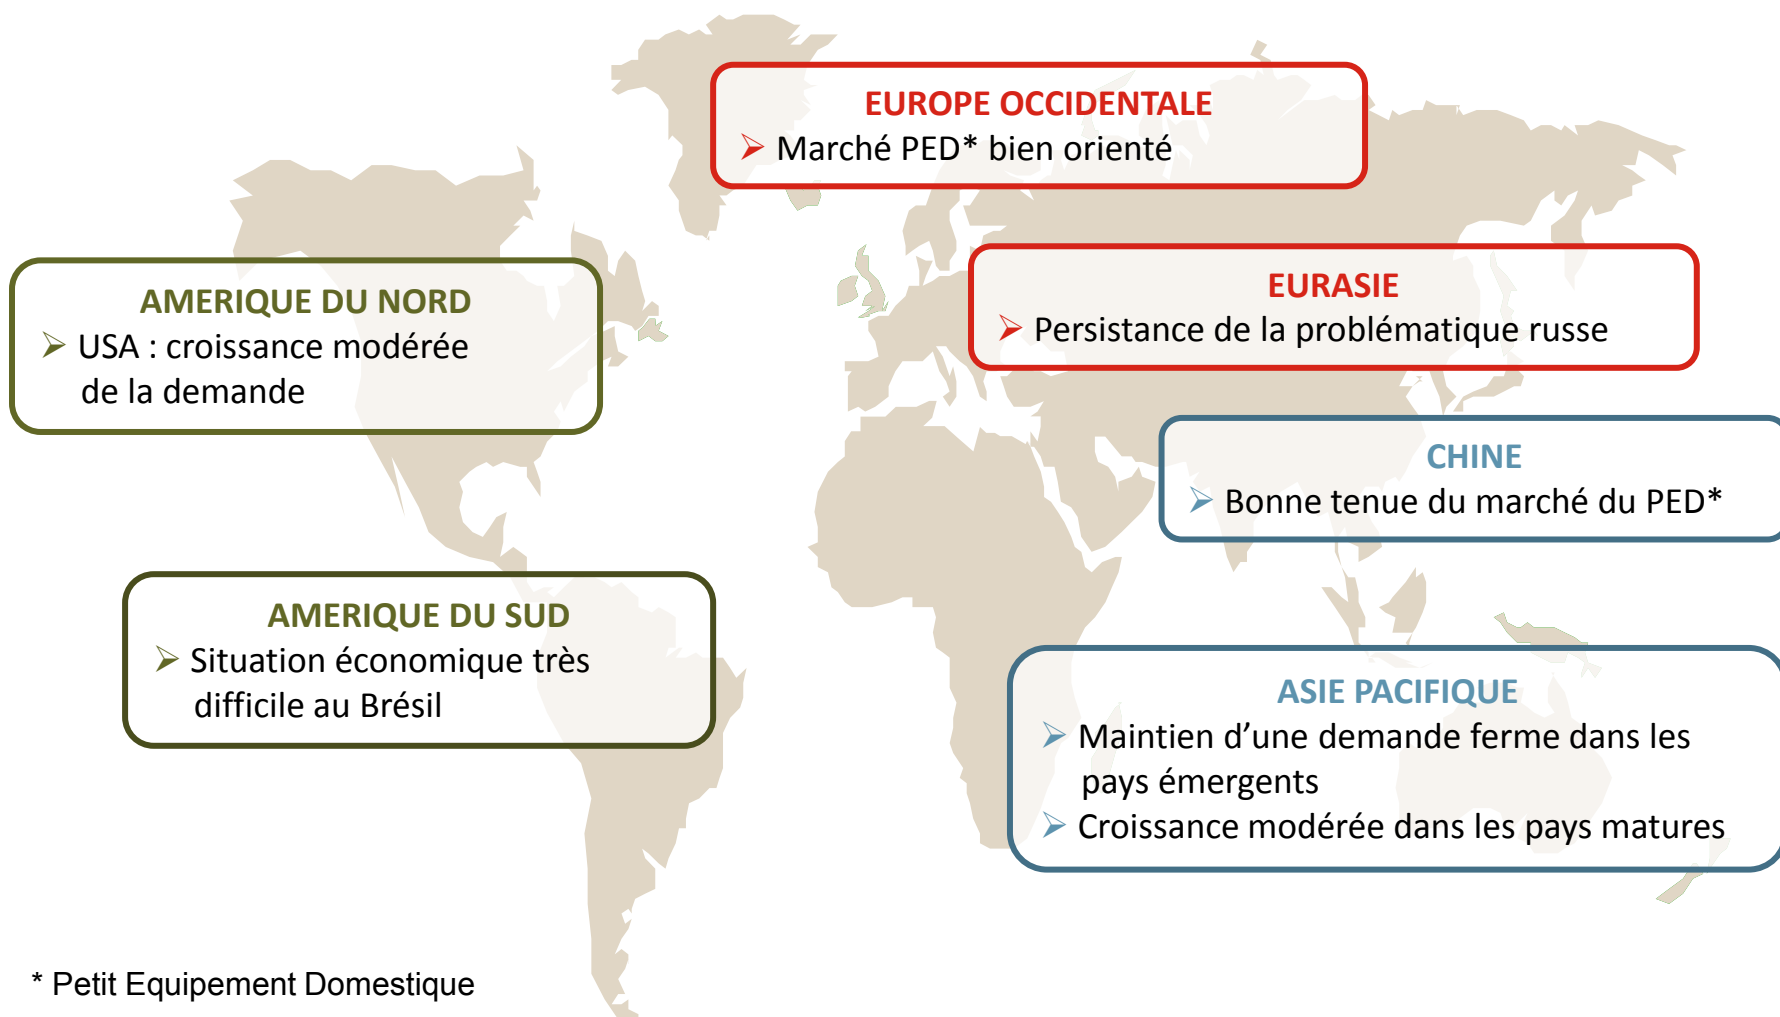 EUROPE OCCIDENTALE
➢ Marché PED* bien orienté
EURASIE
➢ Persistance de la problématique russe
AMERIQUE DU NORD
➢ USA : croissance modérée
de la demande
CHINE
➢ Bonne tenue du marché du PED*
AMERIQUE DU SUD
➢ Situation économique très
difficile au Brésil
ASIE PACIFIQUE
➢ Maintien d’une demande ferme dans les
pays émergents
➢ Croissance modérée dans les pays matures
* Petit Equipement Domestique